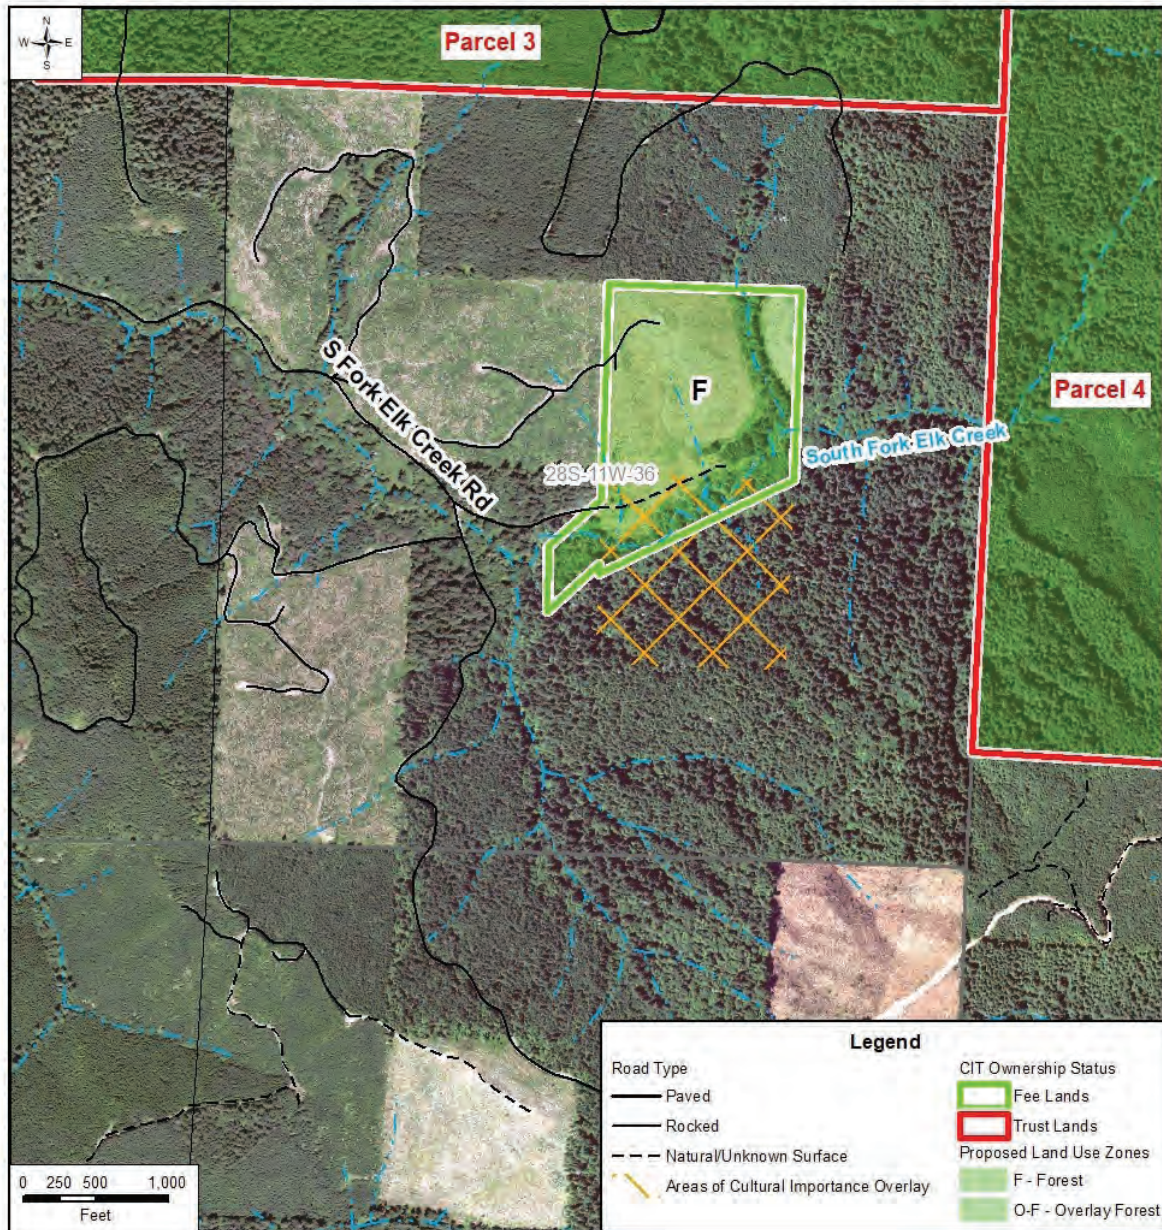 N
W E
S
Parcel 3
S Fork Elk Creek Rd
F
Parcel 4
South Fork Elk Creek
28S-11W-36
Legend
Road Type
Paved
Rocked
Natural/Unknown Surface
Areas of Cultural Importance Overlay
CIT Ownership Status
Fee Lands
Trust Lands
Proposed Land Use Zones
F - Forest
O-F - Overlay Forest
0 250 500 1,000
Feet